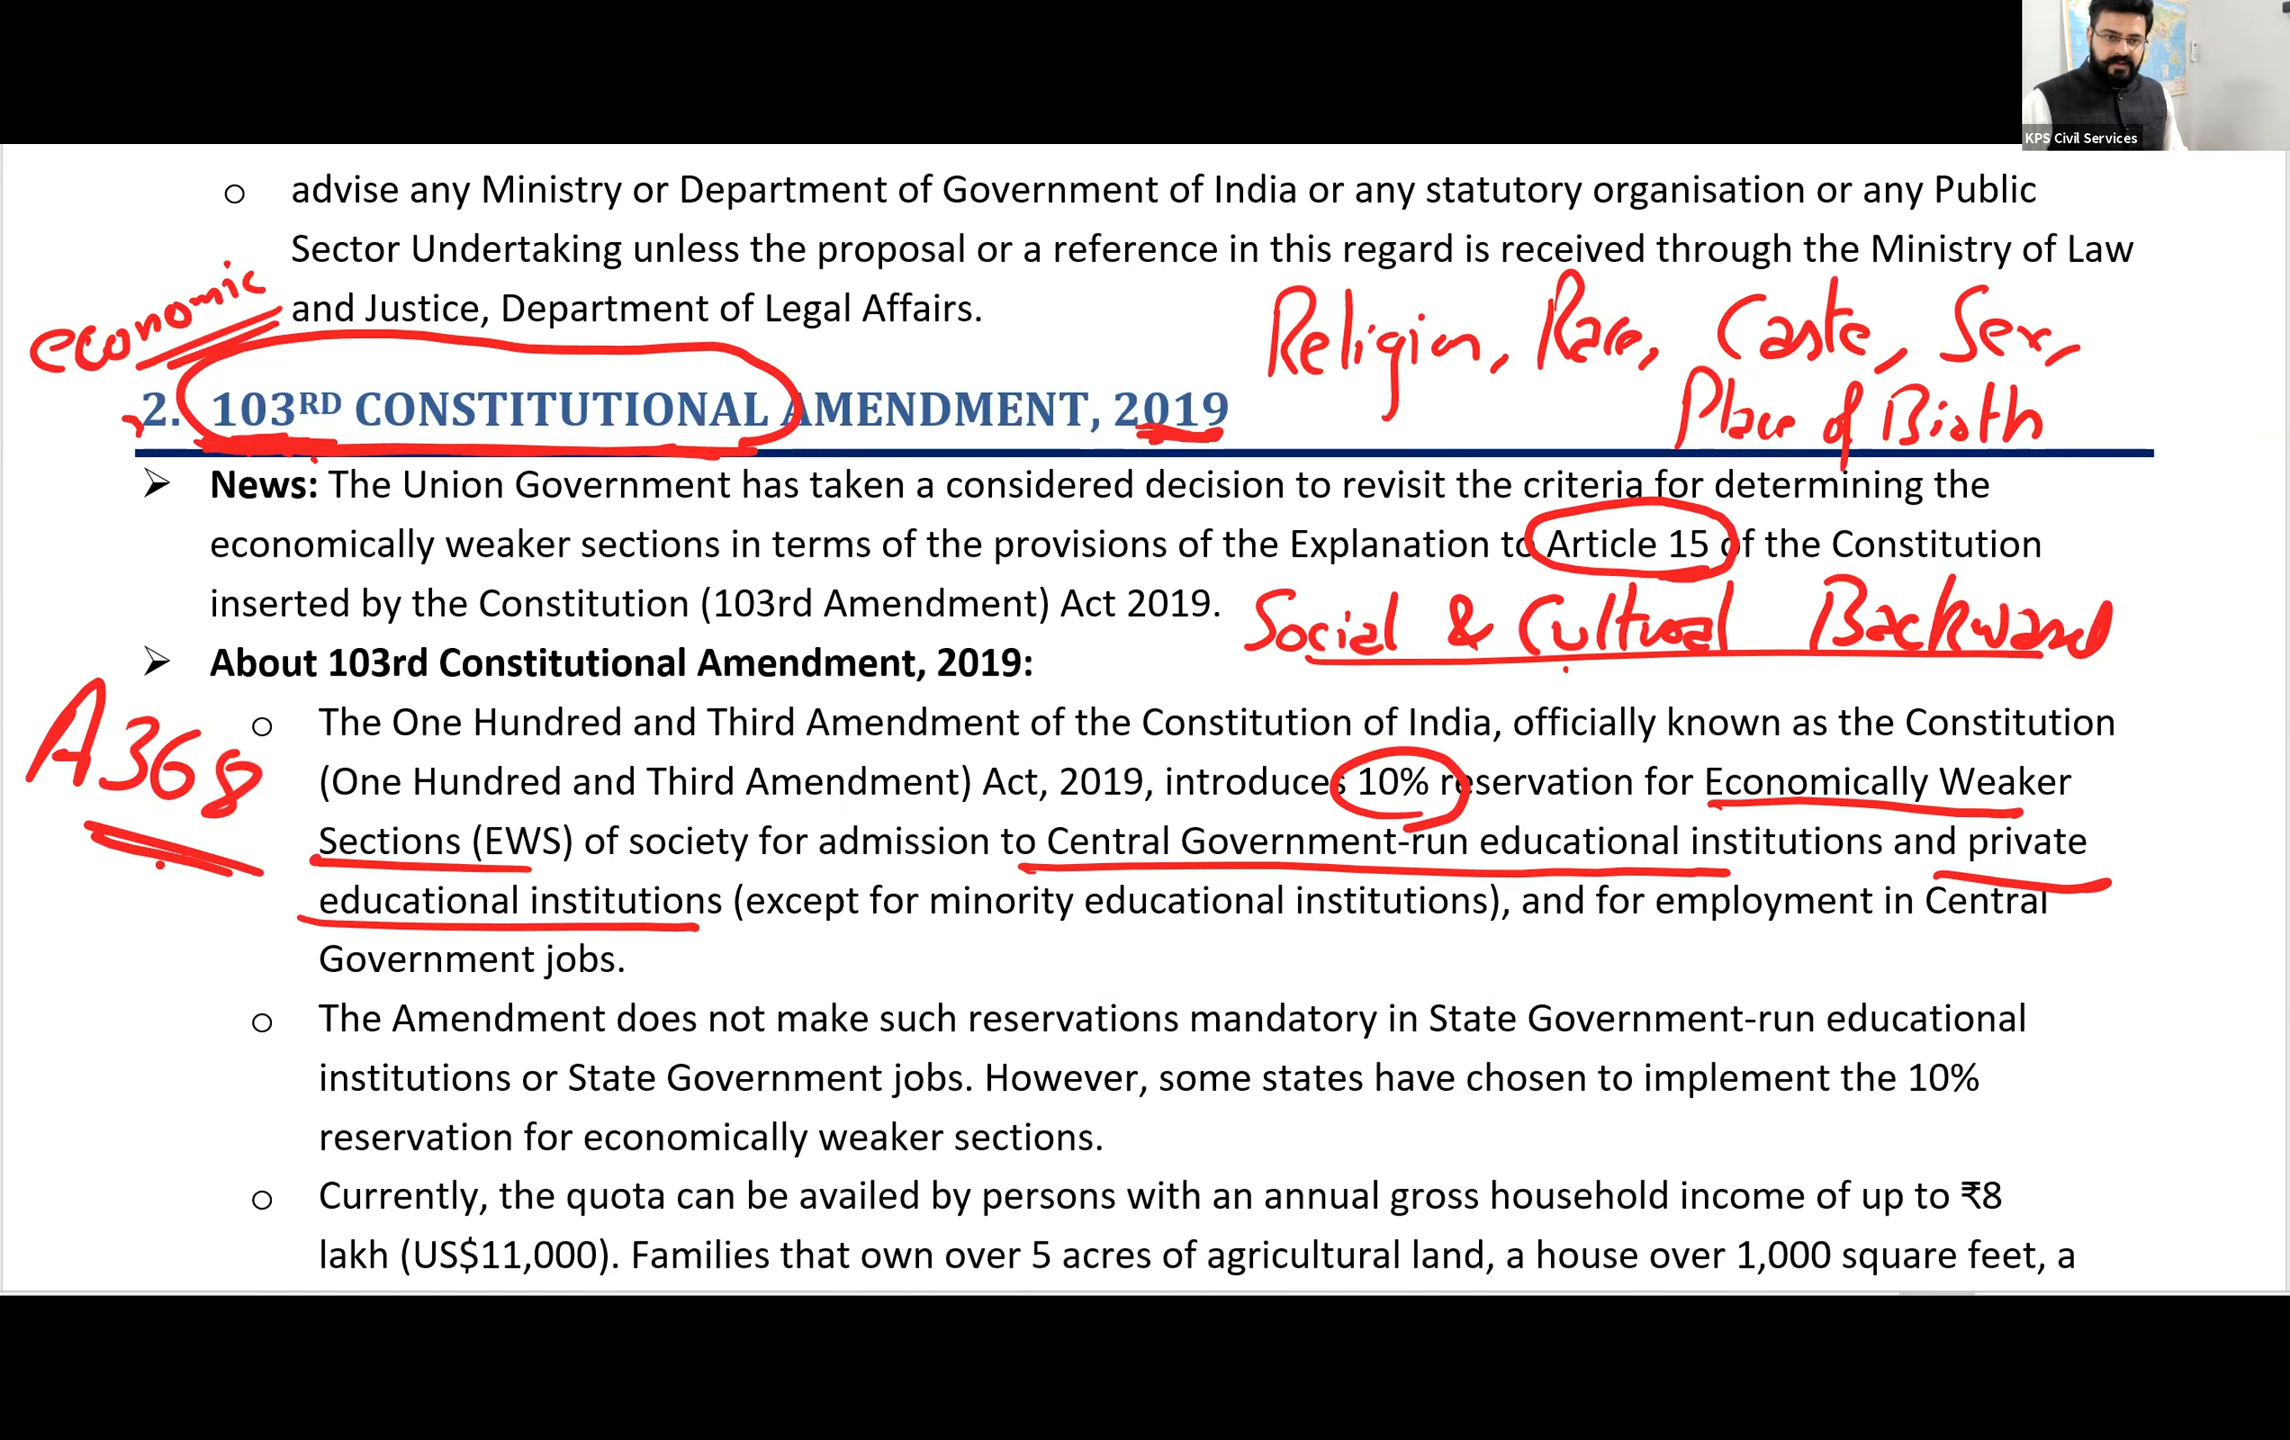 KPS Civil Services
o advise any Ministry or Department of Government of India or any statutory organisation or any Public
Sector Undertaking unless the proposal or a reference in this regard is received through the Ministry of Law
and Justice, Department of Legal Affairs.
economic
Religion, Race, Caste, Sex,
Place of Birth
2. 103RD CONSTITUTIONAL AMENDMENT, 2019
➢ News: The Union Government has taken a considered decision to revisit the criteria for determining the
economically weaker sections in terms of the provisions of the Explanation to Article 15 of the Constitution
inserted by the Constitution (103rd Amendment) Act 2019.
Social & Cultural Backward
➢ About 103rd Constitutional Amendment, 2019:
A368
o The One Hundred and Third Amendment of the Constitution of India, officially known as the Constitution
(One Hundred and Third Amendment) Act, 2019, introduces 10% reservation for Economically Weaker
Sections (EWS) of society for admission to Central Government-run educational institutions and private
educational institutions (except for minority educational institutions), and for employment in Central
Government jobs.
o The Amendment does not make such reservations mandatory in State Government-run educational
institutions or State Government jobs. However, some states have chosen to implement the 10%
reservation for economically weaker sections.
o Currently, the quota can be availed by persons with an annual gross household income of up to ₹8
lakh (US$11,000). Families that own over 5 acres of agricultural land, a house over 1,000 square feet, a